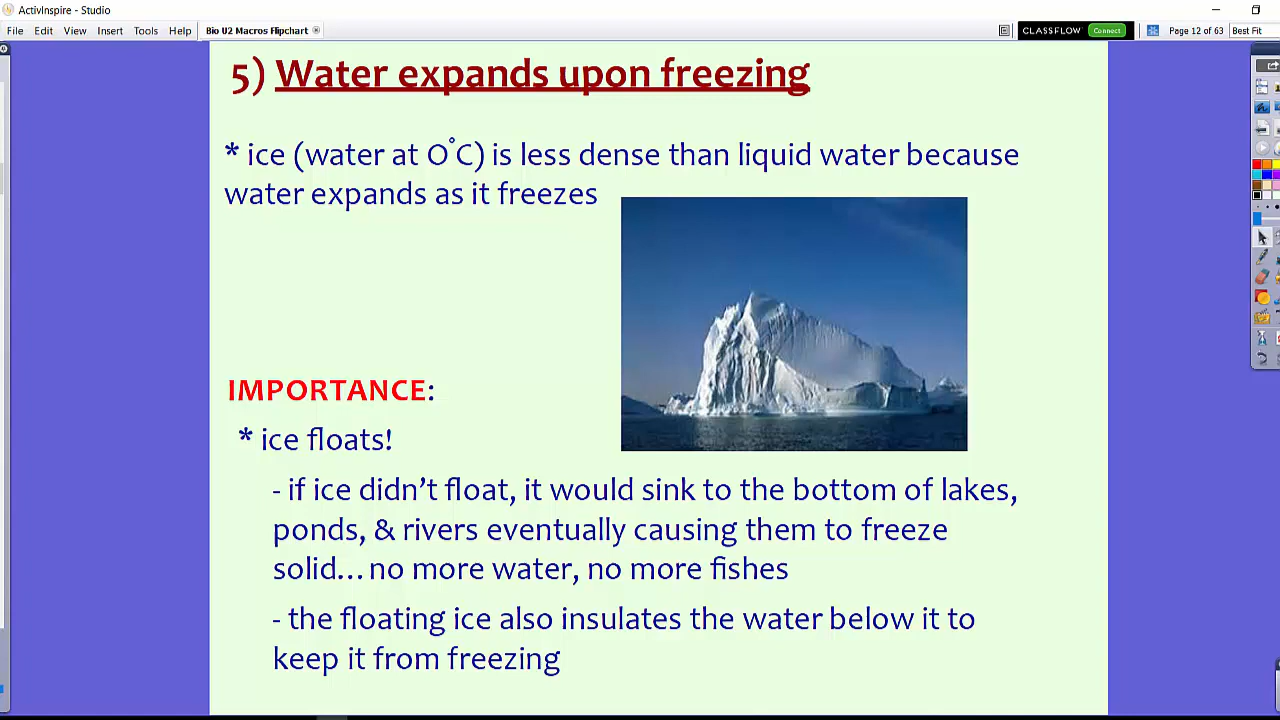 ActivInspire - Studio
File Edit View Insert Tools Help Bio U2 Macros Flipchart CLASSFLOW Connect Page 12 of 63 Best Fit
5) Water expands upon freezing
* ice (water at 0°C) is less dense than liquid water because
water expands as it freezes
IMPORTANCE:
* ice floats!
- if ice didn't float, it would sink to the bottom of lakes,
ponds, & rivers eventually causing them to freeze
solid... no more water, no more fishes
- the floating ice also insulates the water below it to
keep it from freezing